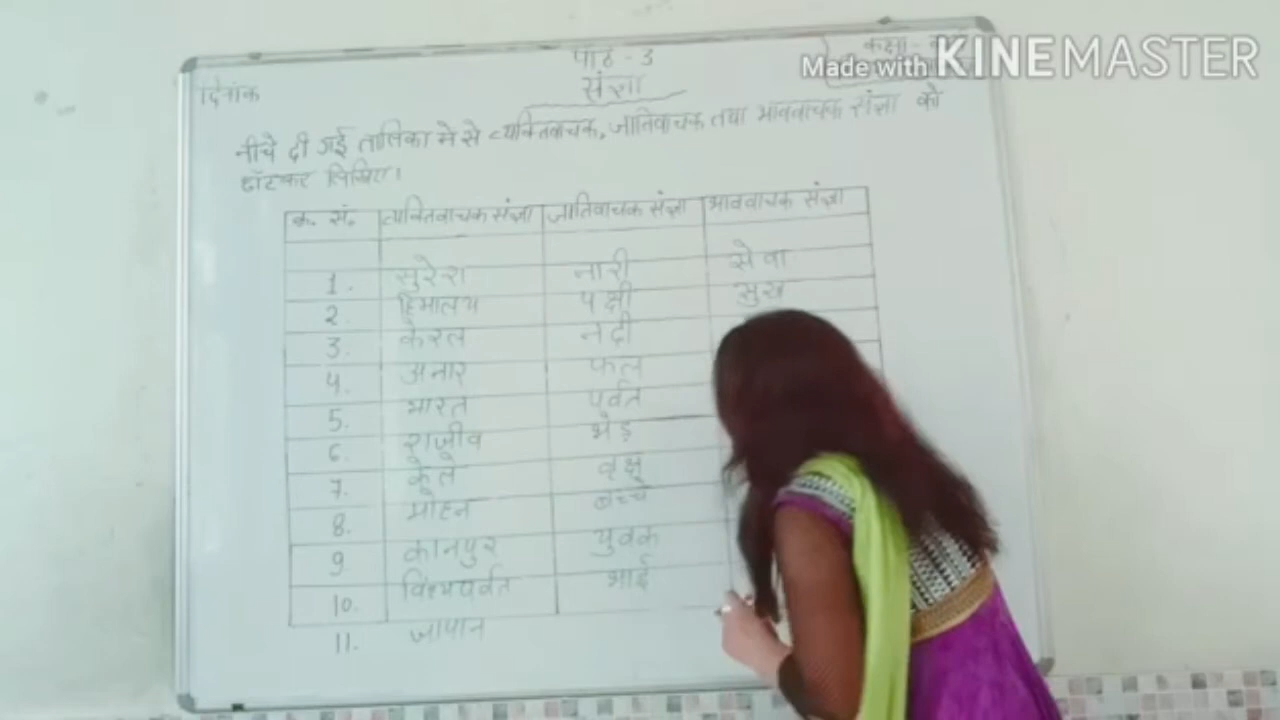 पाठ - 3
कक्षा -
Made with KINEMASTER
दिनांक
संज्ञा
नीचे दी गई तालिका मे से व्यक्तिवाचक, जातिवाचक तथा भाववाचक संज्ञा को
छाँटकर लिखिए।
क्र. सं. व्यक्तिवाचक संज्ञा जातिवाचक संज्ञा भाववाचक संज्ञा
1. सुरेश नारी सेवा
2. हिमालय पक्षी सुख
3. केरल नदी
4. अनार फल
5. भारत पर्वत
6. राजीव भेड़
7. वृक्ष
8. मोहन बच्चे
9. कानपुर युवक
10. विंध्यपर्वत भाई
11. जापान